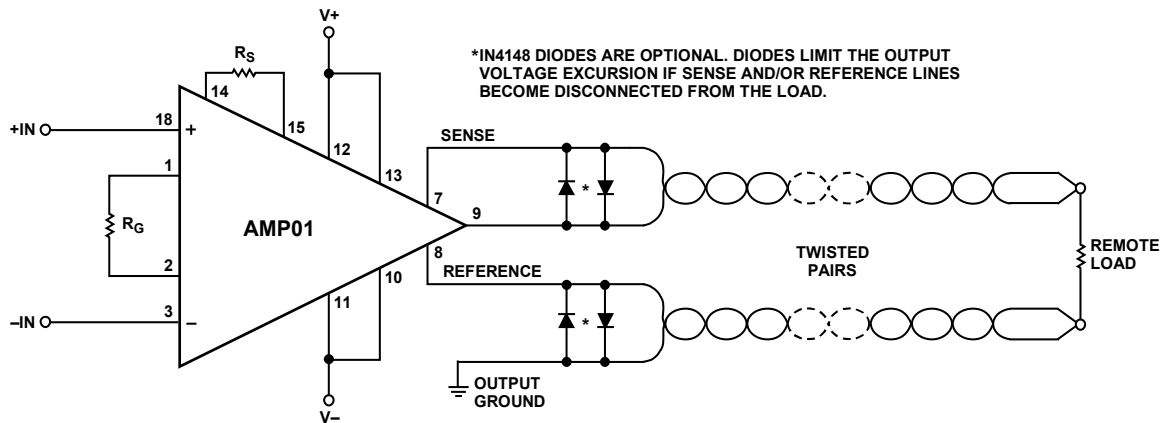 V+
RS
*IN4148 DIODES ARE OPTIONAL. DIODES LIMIT THE OUTPUT
VOLTAGE EXCURSION IF SENSE AND/OR REFERENCE LINES
BECOME DISCONNECTED FROM THE LOAD.
14
15
+IN
18
+
12
SENSE
1
13
7
*
RG
AMP01
9
2
8
TWISTED
PAIRS
REMOTE
LOAD
10
REFERENCE
11
–IN
3
–
*
OUTPUT
GROUND
V–